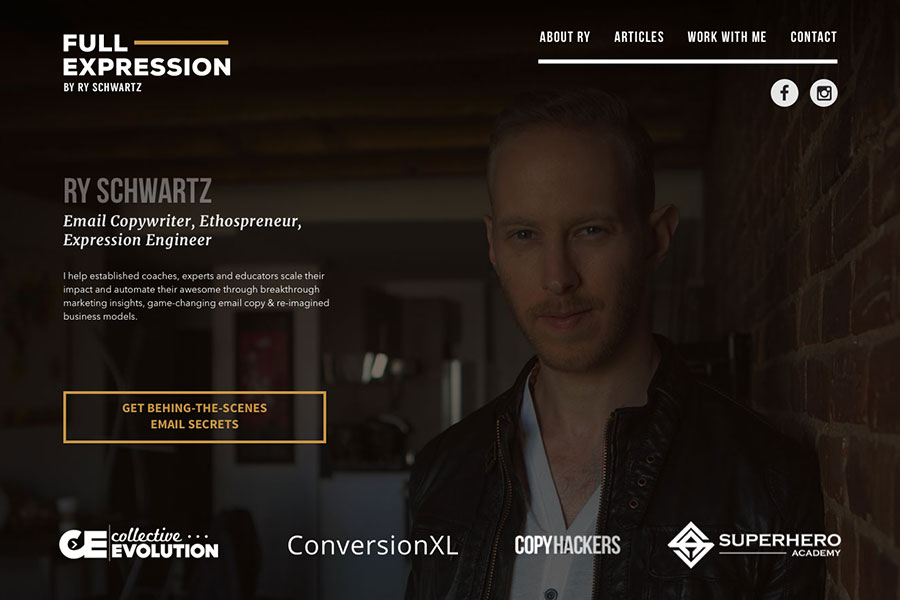 FULL
EXPRESSION
BY RY SCHWARTZ
ABOUT RY ARTICLES WORK WITH ME CONTACT
RY SCHWARTZ
Email Copywriter, Ethospreneur,
Expression Engineer
I help established coaches, experts and educators scale their
impact and automate their awesome through breakthrough
marketing insights, game-changing email copy & re-imagined
business models.
GET BEHING-THE-SCENES
EMAIL SECRETS
CE collective
EVOLUTION
ConversionXL
COPYHACKERS
SUPERHERO
ACADEMY